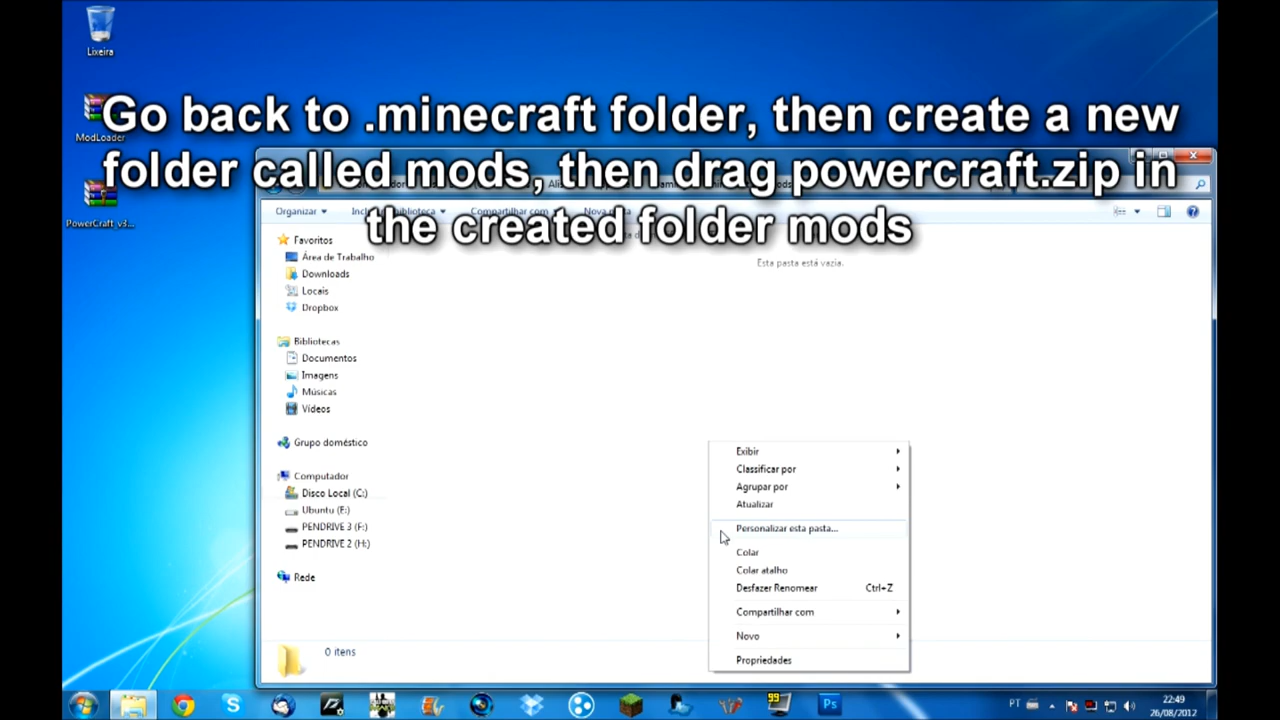 Lixeira
ModLoader
PowerCraft v3...
Go back to .minecraft folder, then create a new
folder called mods, then drag powercraft.zip in
the created folder mods
Organizar
Compartilhar com
Favoritos
Área de Trabalho
Downloads
Locais
Dropbox
Bibliotecas
Documentos
Imagens
Músicas
Vídeos
Grupo doméstico
Computador
Disco Local (C:)
Ubuntu (E:)
PENDRIVE 3 (F:)
PENDRIVE 2 (H:)
Rede
Esta pasta está vazia.
Exibir
Classificar por
Agrupar por
Atualizar
Personalizar esta pasta...
Colar
Colar atalho
Desfazer Renomear Ctrl+Z
Compartilhar com
Novo
Propriedades
0 itens
99
Ps
PT
22:49
26/08/2012